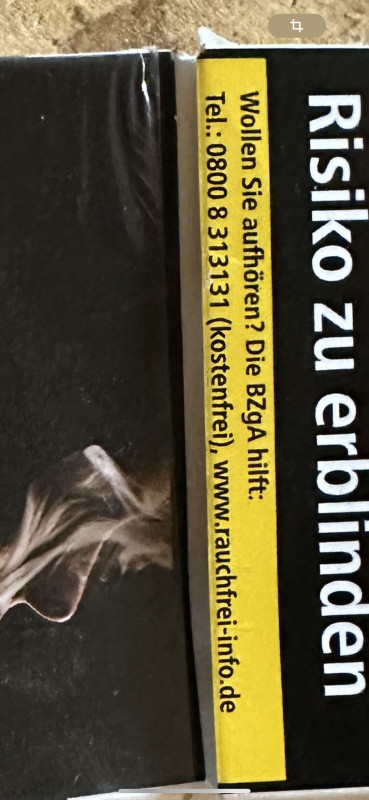 Risiko zu erblinden
Wollen Sie aufhören? Die BZgA hilft:
Tel.: 0800 8 313131 (kostenfrei), www.rauchfrei-info.de